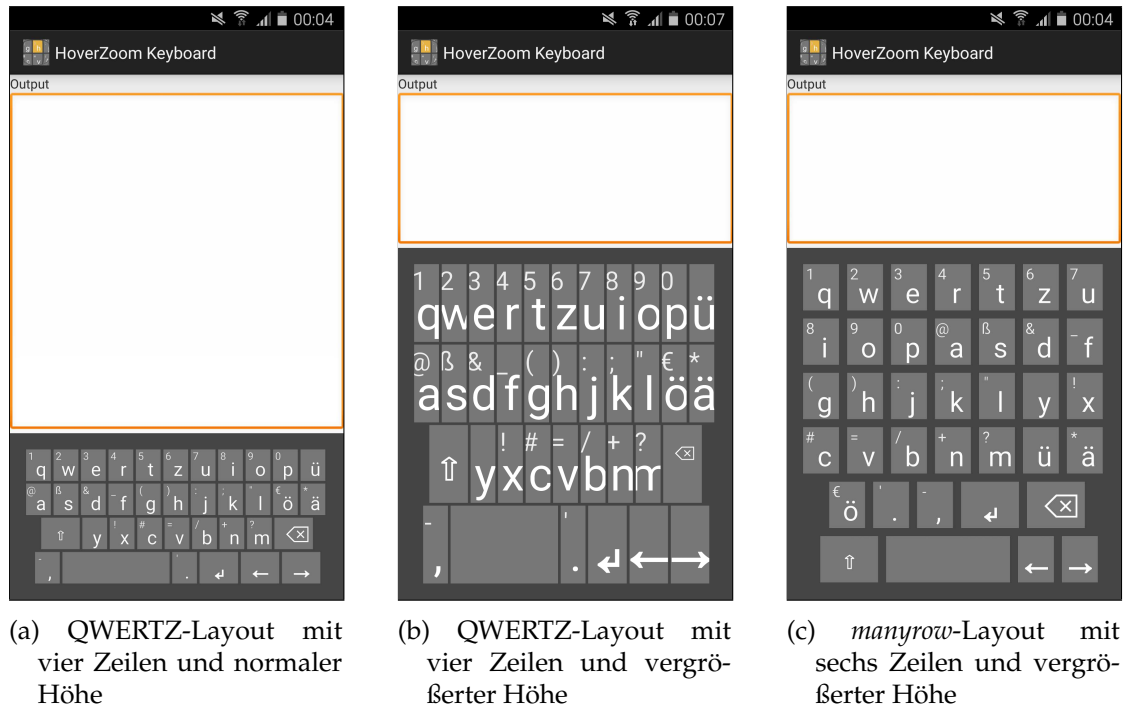 00:04
HoverZoom Keyboard
Output
1 2 3 4 5 6 7 8 9 0
q w e r t z u i o p ü
@ ß & _ ( ) : ; " € *
a s d f g h j k l ö ä
! # = / + ?
⇧ y x c v b n m ⌫
- '
, . ↵ ← →
(a) QWERTZ-Layout mit
vier Zeilen und normaler
Höhe
00:07
HoverZoom Keyboard
Output
1 2 3 4 5 6 7 8 9 0
q w e r t z u i o p ü
@ ß & _ ( ) : ; " € *
a s d f g h j k l ö ä
! # = / + ?
⇧ y x c v b n m ⌫
- '
, . ↵ ← →
(b) QWERTZ-Layout mit
vier Zeilen und vergrö-
ßerter Höhe
00:04
HoverZoom Keyboard
Output
1 2 3 4 5 6 7
q w e r t z u
8 9 0 @ ß & _
i o p a s d f
( ) : ; " !
g h j k l y x
# = / + ? *
c v b n m ü ä
€ ' -
ö . , ↵ ⌫
⇧ ← →
(c) manyrow-Layout mit
sechs Zeilen und vergrö-
ßerter Höhe